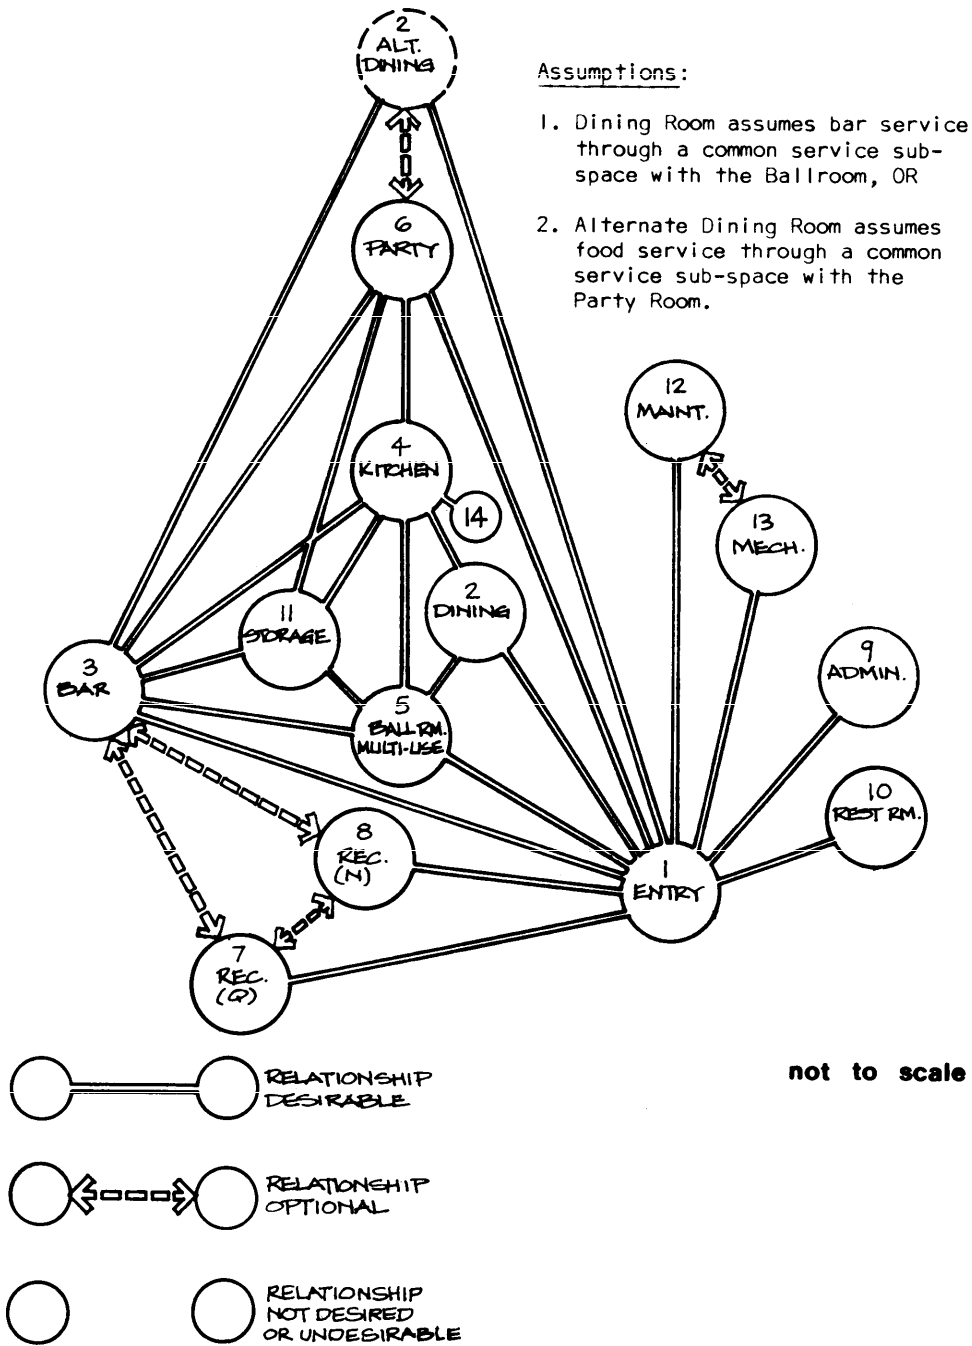 2
ALT.
DINING
Assumptions:
1. Dining Room assumes bar service
through a common service sub-
space with the Ballroom, OR
2. Alternate Dining Room assumes
food service through a common
service sub-space with the
Party Room.
6
PARTY
12
MAINT.
4
KITCHEN
14
13
MECH.
2
DINING
11
STORAGE
9
ADMIN.
3
BAR
5
BALL RM.
MULTI-USE
10
REST RM.
8
REC.
(N)
1
ENTRY
7
REC.
(Q)
RELATIONSHIP
DESIRABLE
not to scale
RELATIONSHIP
OPTIONAL
RELATIONSHIP
NOT DESIRED
OR UNDESIRABLE